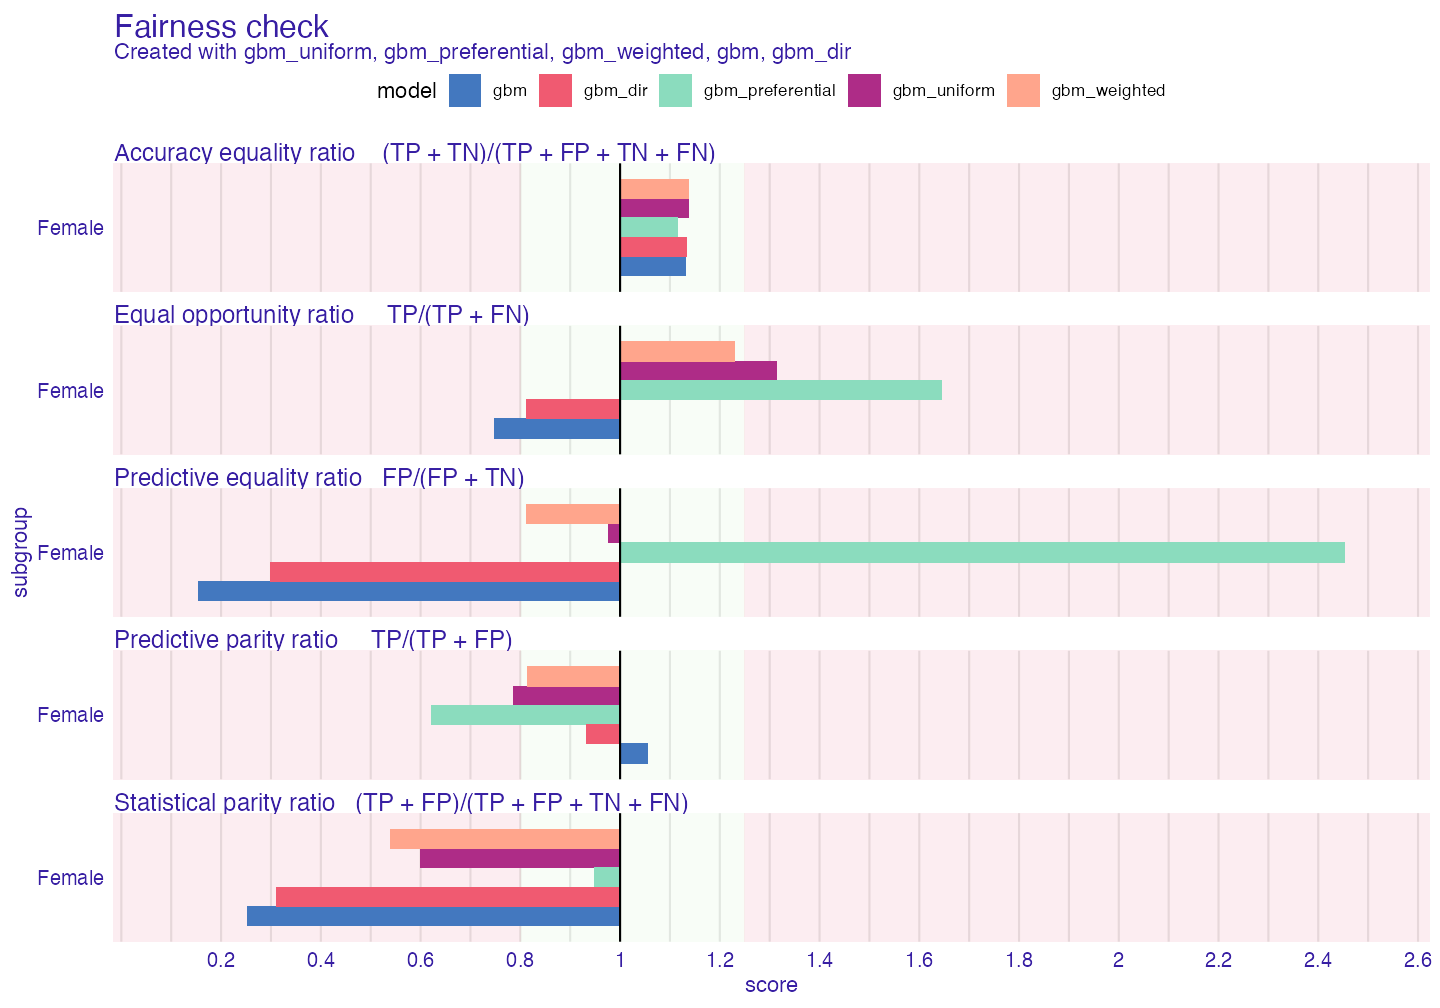 Fairness check
Created with gbm_uniform, gbm_preferential, gbm_weighted, gbm, gbm_dir
model gbm gbm_dir gbm_preferential gbm_uniform gbm_weighted
Accuracy equality ratio (TP + TN)/(TP + FP + TN + FN)
Female
Equal opportunity ratio TP/(TP + FN)
Female
Predictive equality ratio FP/(FP + TN)
Female
Predictive parity ratio TP/(TP + FP)
Female
Statistical parity ratio (TP + FP)/(TP + FP + TN + FN)
Female
subgroup
0.2 0.4 0.6 0.8 1 1.2 1.4 1.6 1.8 2 2.2 2.4 2.6
score